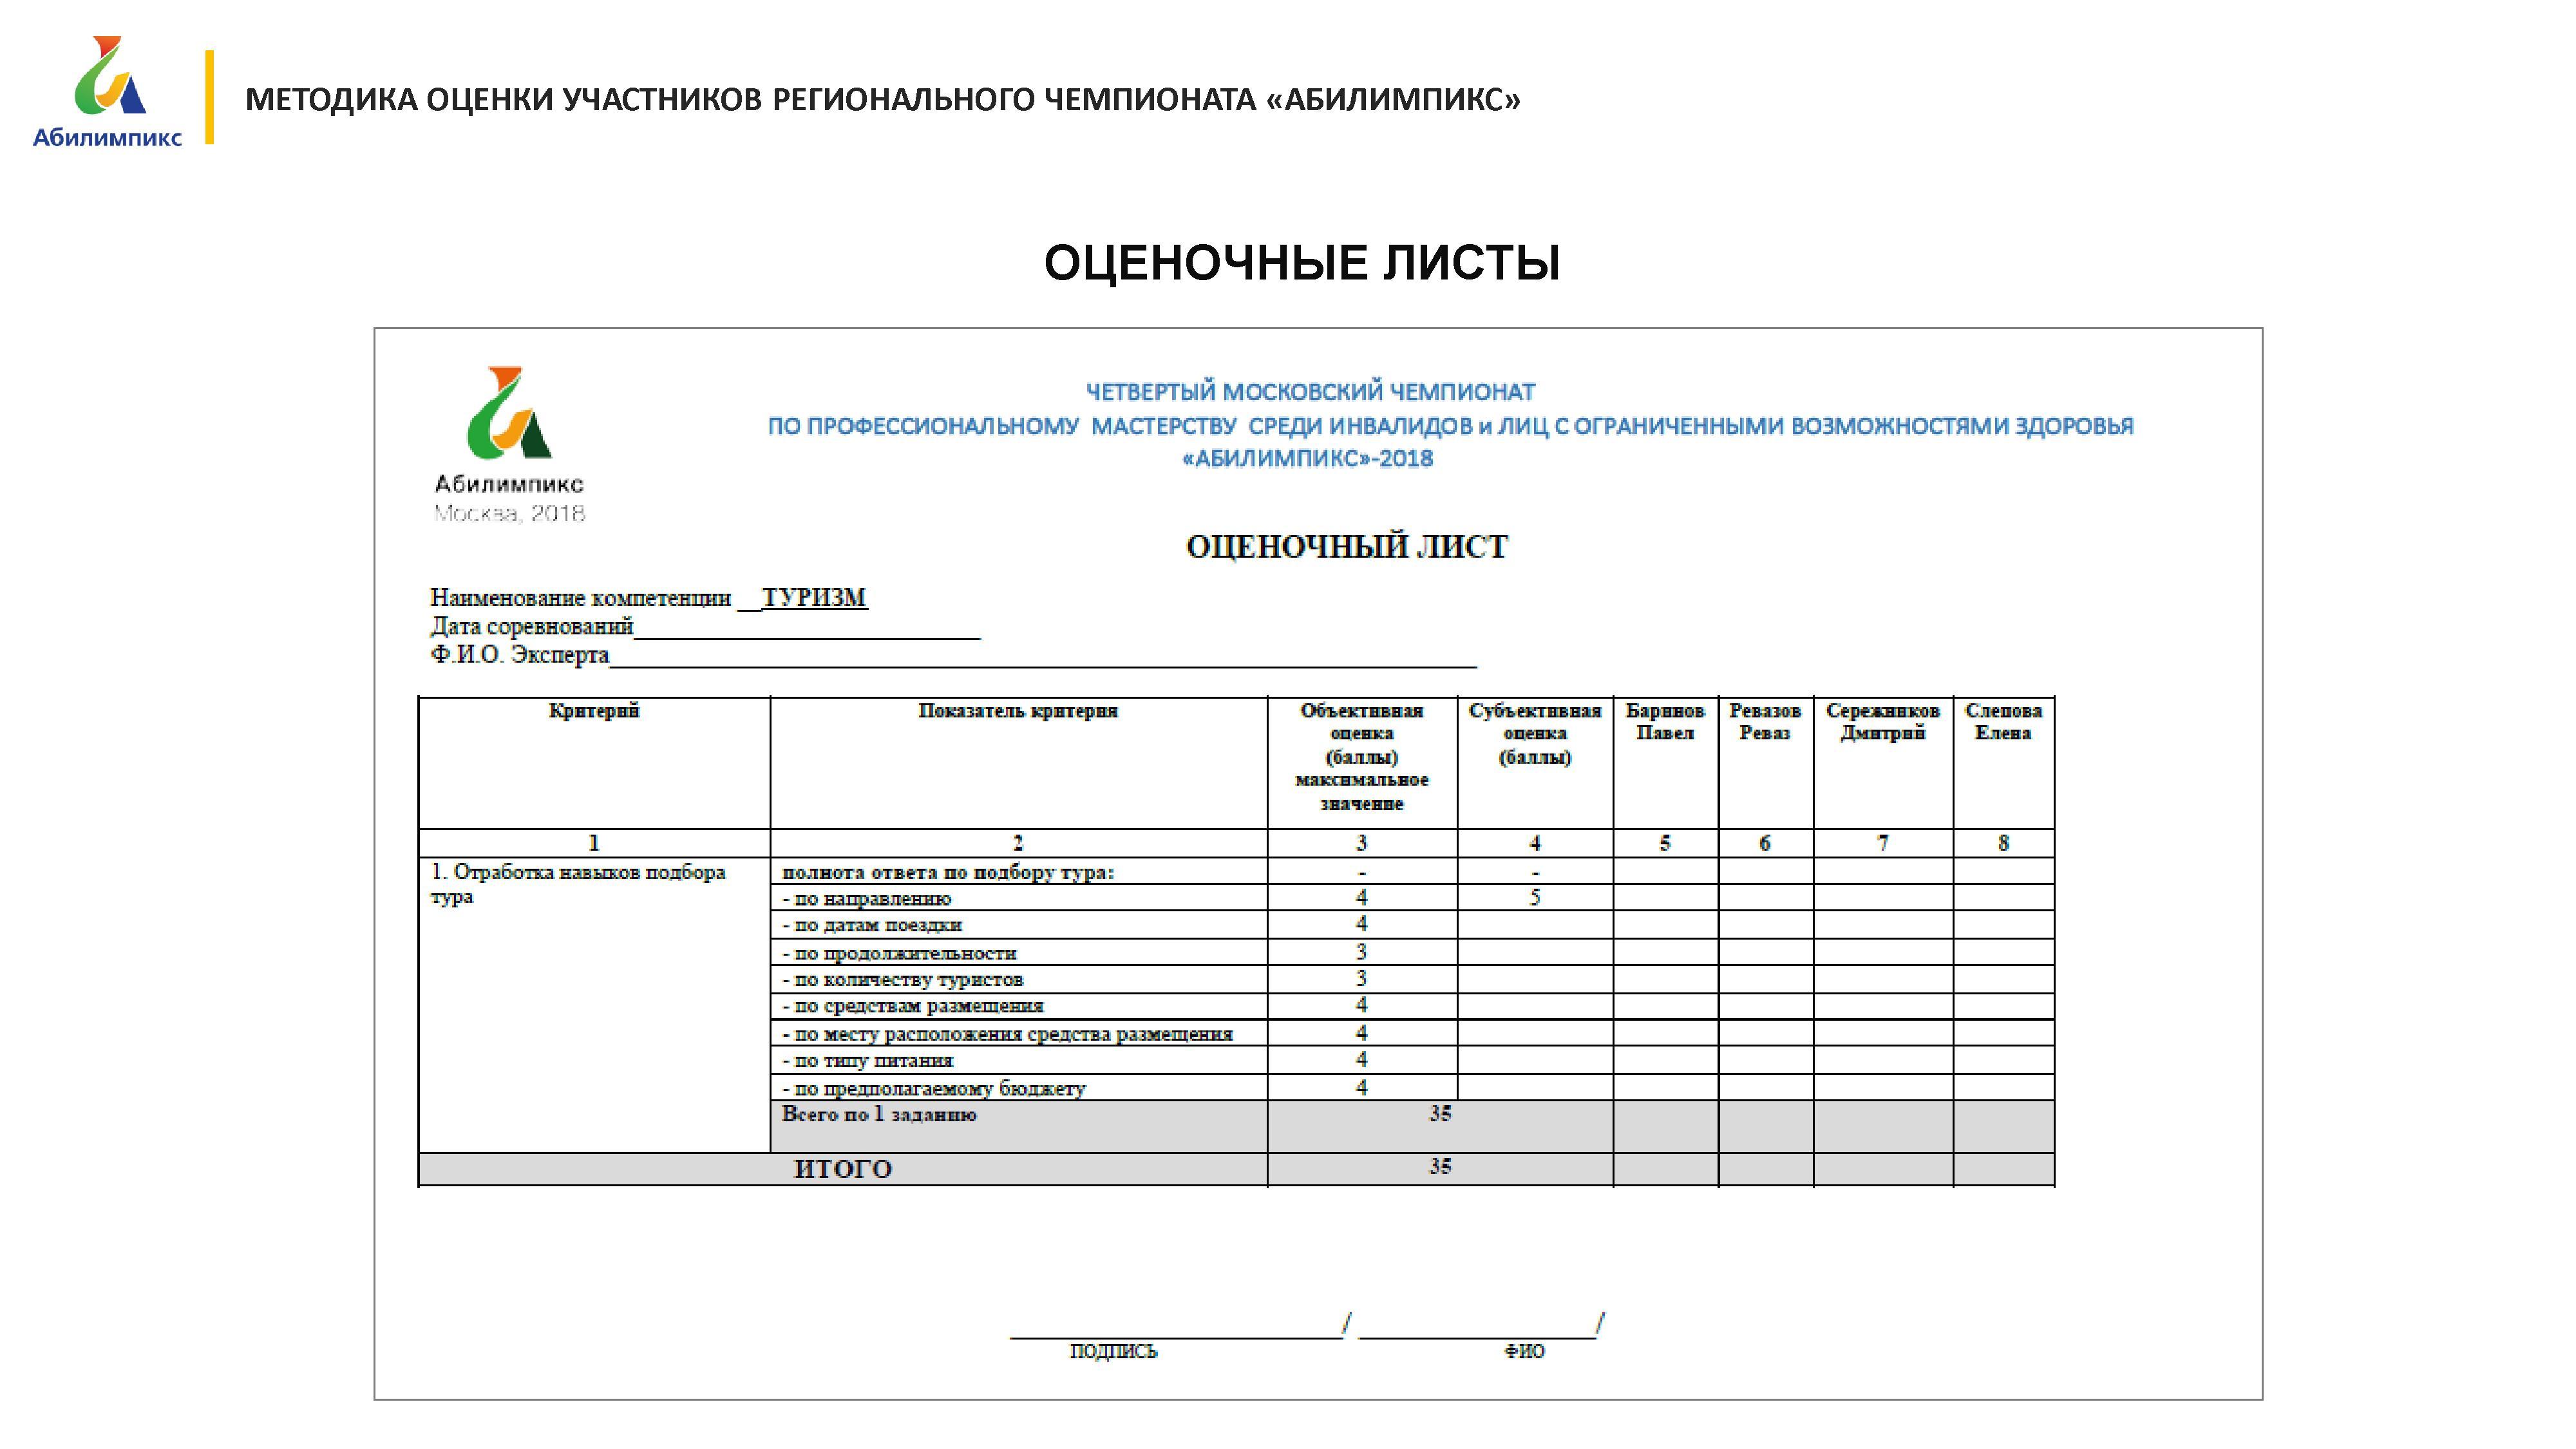 Абилимпикс
МЕТОДИКА ОЦЕНКИ УЧАСТНИКОВ РЕГИОНАЛЬНОГО ЧЕМПИОНАТА «АБИЛИМПИКС»
ОЦЕНОЧНЫЕ ЛИСТЫ
Абилимпикс
Москва, 2018
ЧЕТВЕРТЫЙ МОСКОВСКИЙ ЧЕМПИОНАТ
ПО ПРОФЕССИОНАЛЬНОМУ МАСТЕРСТВУ СРЕДИ ИНВАЛИДОВ и ЛИЦ С ОГРАНИЧЕННЫМИ ВОЗМОЖНОСТЯМИ ЗДОРОВЬЯ
«АБИЛИМПИКС»-2018
ОЦЕНОЧНЫЙ ЛИСТ
Наименование компетенции __ТУРИЗМ
Дата соревнований
Ф.И.О. Эксперта
Критерий Показатель критерия Объективная оценка (баллы) максимальное значение Субъективная оценка (баллы) Баринов Павел Ревазов Реваз Сережников Дмитрий Слепова Елена
1 2 3 4 5 6 7 8
1. Отработка навыков подбора тура полнота ответа по подбору тура: - -
- по направлению 4 5
- по датам поездки 4
- по продолжительности 3
- по количеству туристов 3
- по средствам размещения 4
- по месту расположения средства размещения 4
- по типу питания 4
- по предполагаемому бюджету 4
Всего по 1 заданию 35
ИТОГО 35
/ /
ПОДПИСЬ ФИО